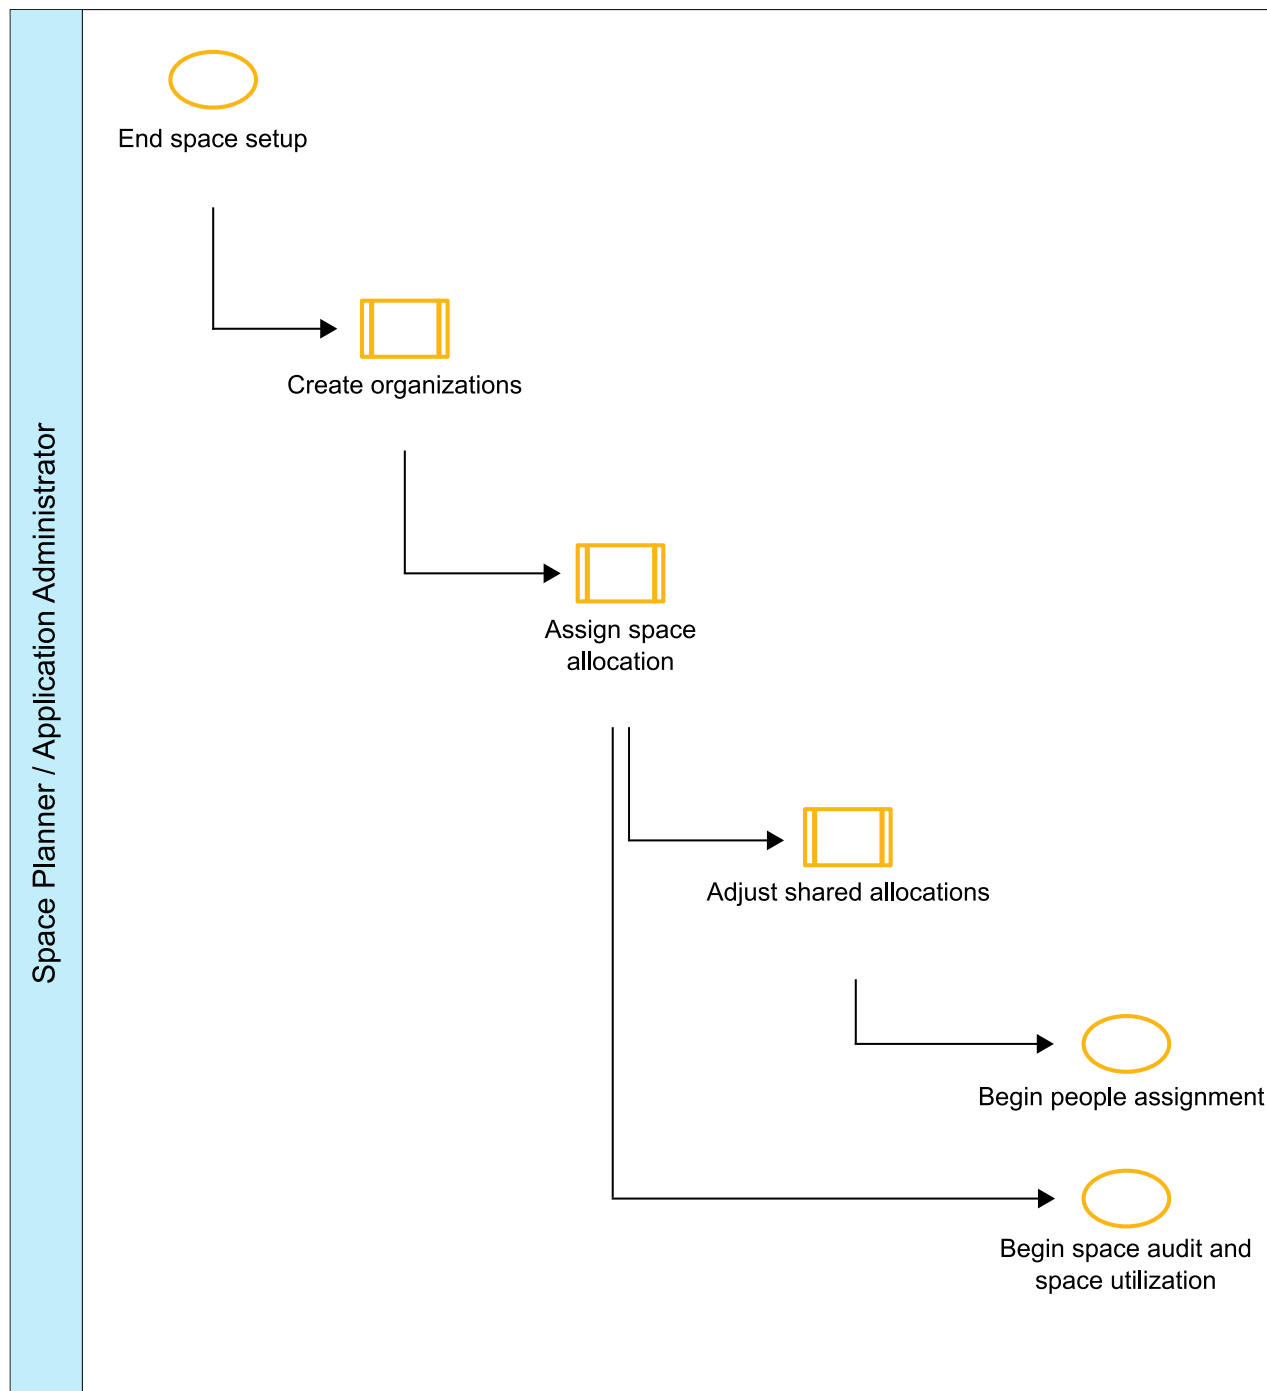 Space Planner / Application Administrator
End space setup
Create organizations
Assign space
allocation
Adjust shared allocations
Begin people assignment
Begin space audit and
space utilization